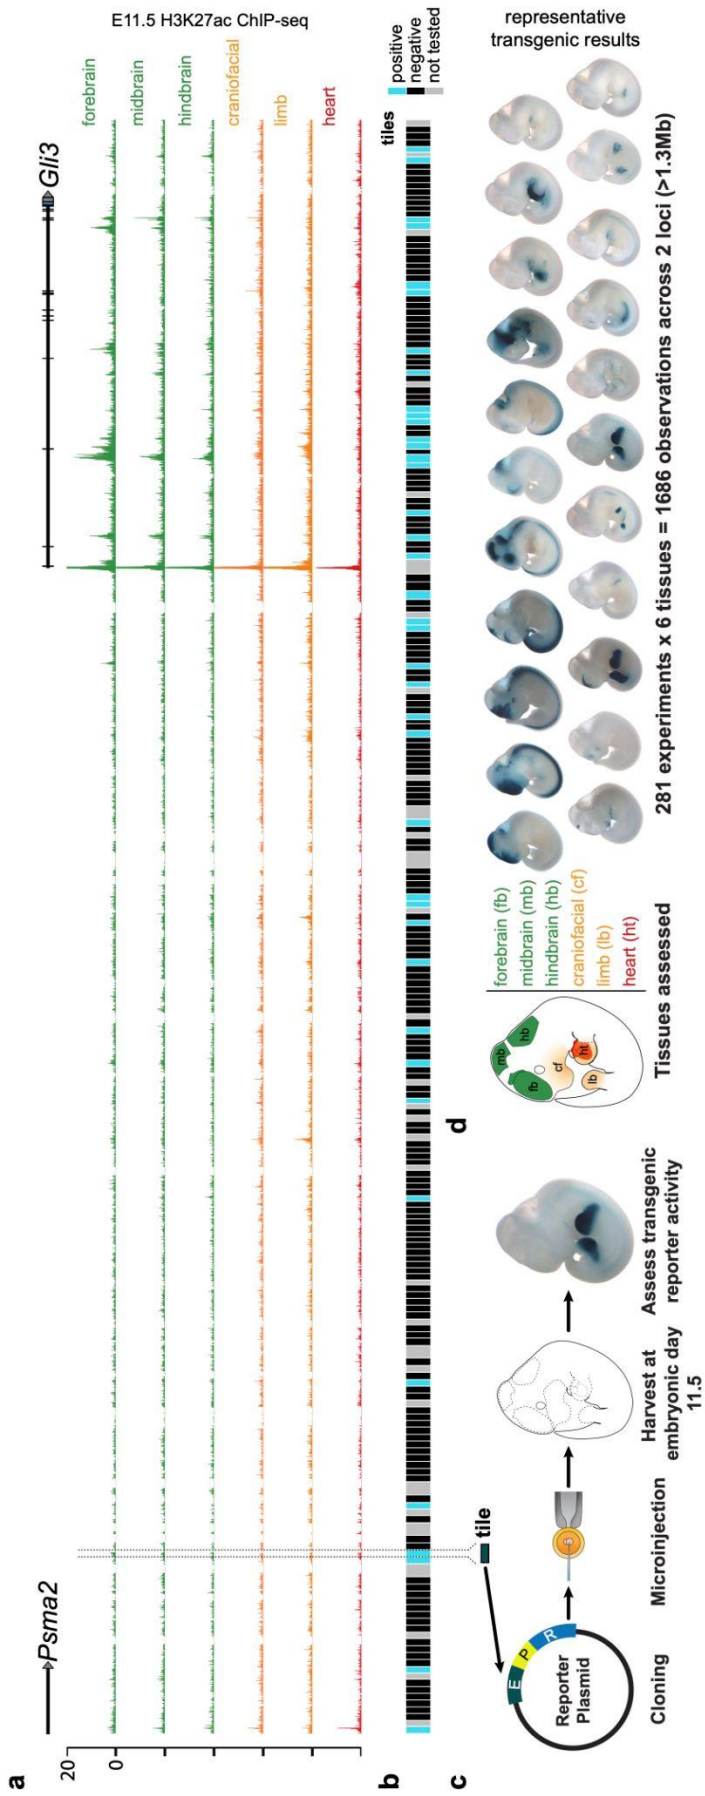 a
E11.5 H3K27ac ChIP-seq
Psma2
Gli3
20
0
forebrain
midbrain
hindbrain
craniofacial
limb
heart
b
tiles
positive
negative
not tested
c
tile
E
P
R
Reporter
Plasmid
Cloning
Microinjection
Harvest at
embryonic day
11.5
Assess transgenic
reporter activity
d
mb
hb
fb
cf
ht
lb
Tissues assessed
forebrain (fb)
midbrain (mb)
hindbrain (hb)
craniofacial (cf)
limb (lb)
heart (ht)
representative
transgenic results
281 experiments x 6 tissues = 1686 observations across 2 loci (>1.3Mb)